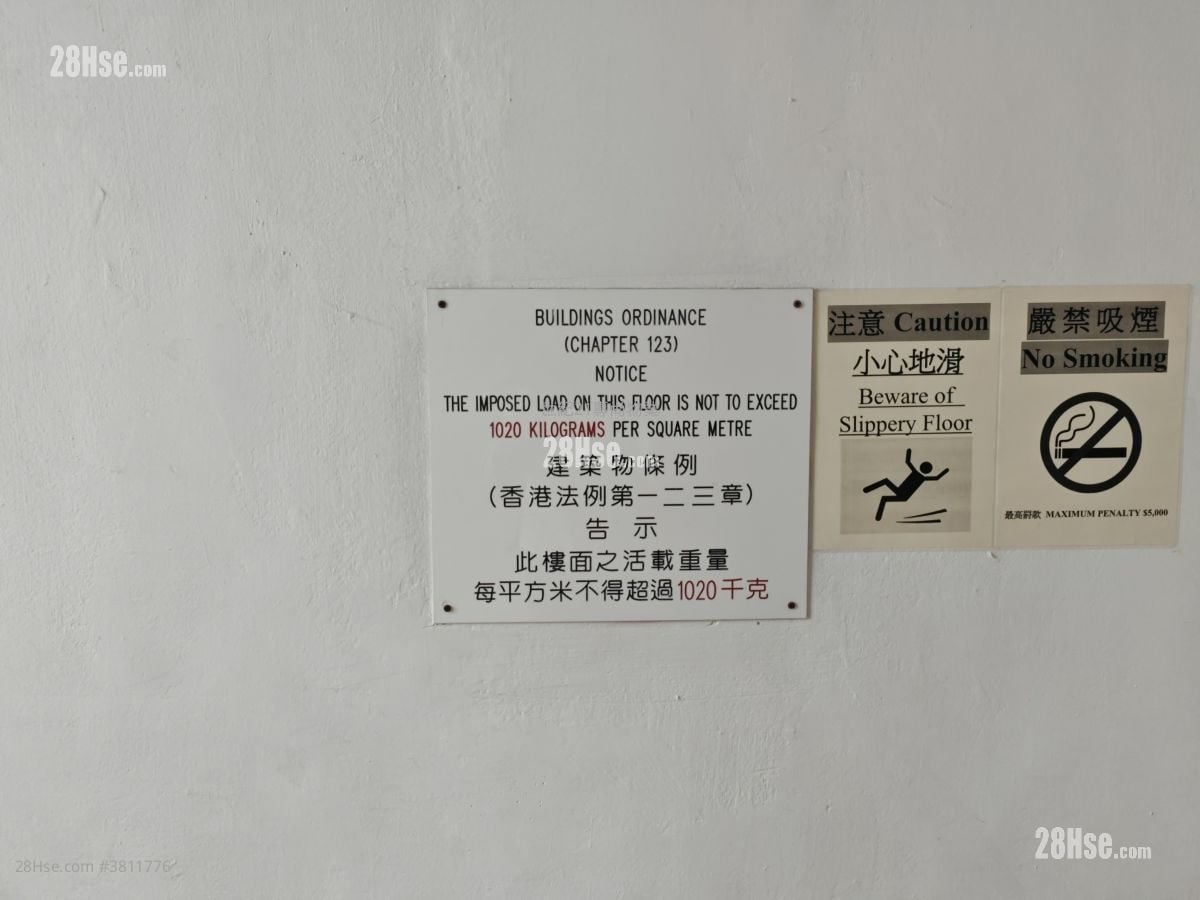 28Hse.com
BUILDINGS ORDINANCE
(CHAPTER 123)
NOTICE
THE IMPOSED LOAD ON THIS FLOOR IS NOT TO EXCEED
1020 KILOGRAMS PER SQUARE METRE
28Hse.com
建築物條例
(香港法例第一二三章)
告示
此樓面之活載重量
每平方米不得超過1020千克
注意 Caution
小心地滑
Beware of
Slippery Floor
嚴禁吸煙
No Smoking
最高罰款 MAXIMUM PENALTY $5,000
28Hse.com
28Hse.com #3811776